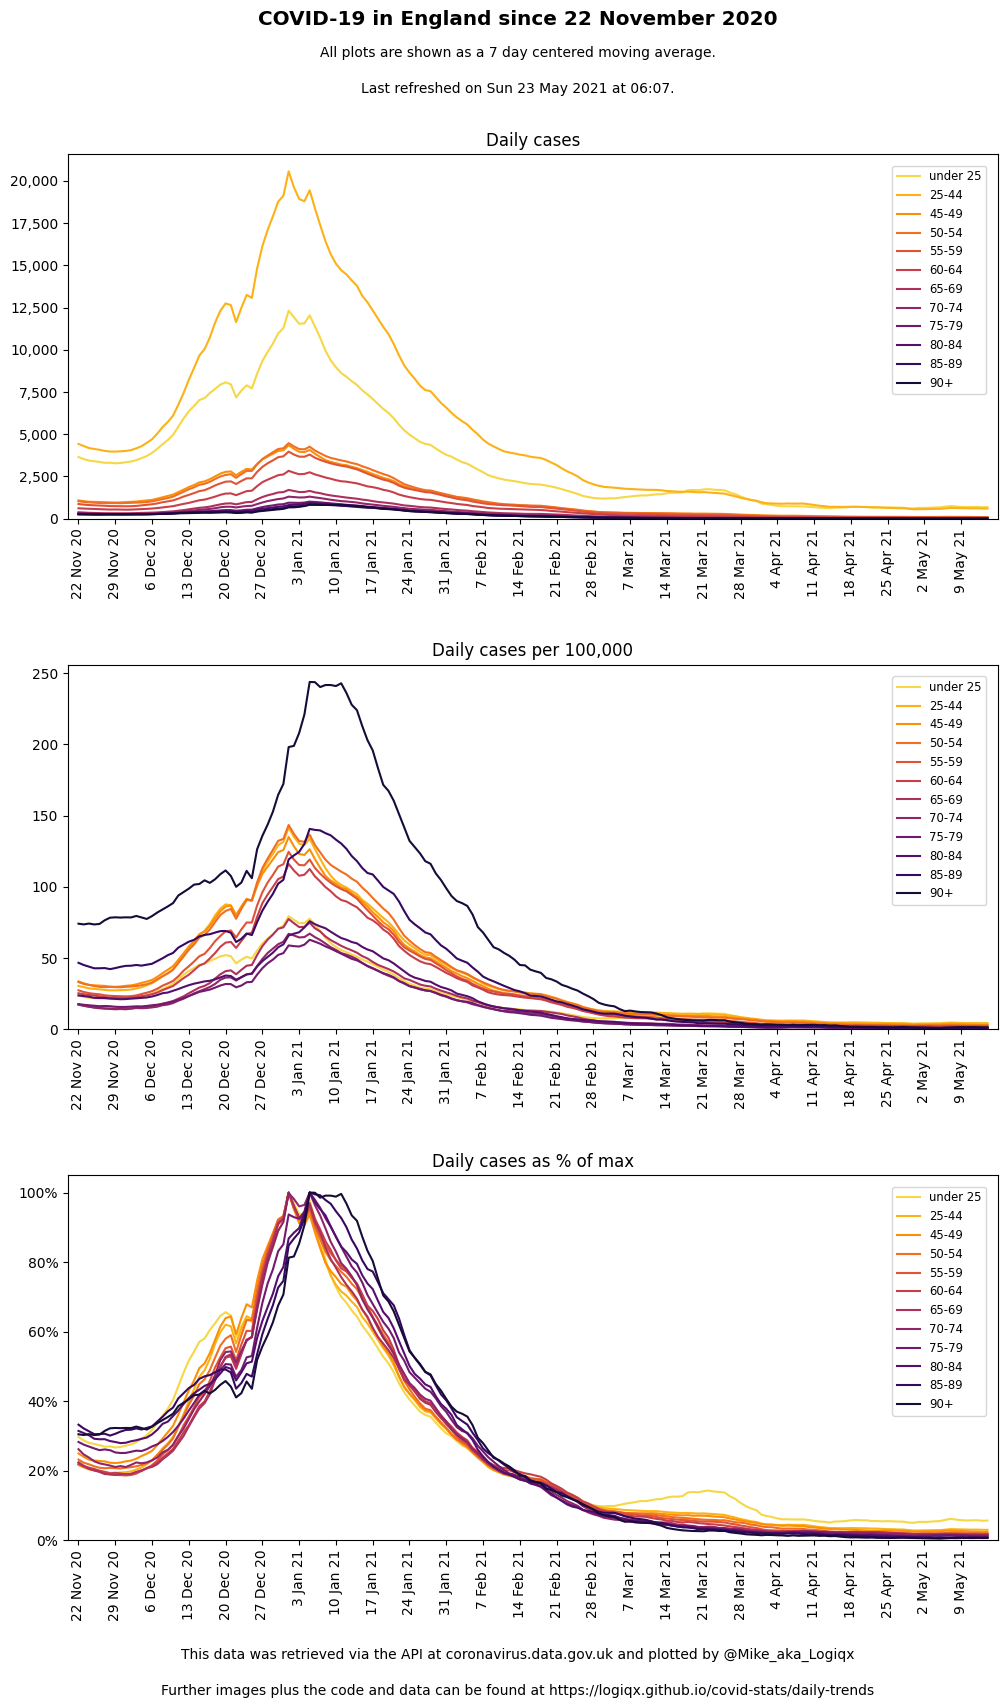 COVID-19 in England since 22 November 2020
All plots are shown as a 7 day centered moving average.
Last refreshed on Sun 23 May 2021 at 06:07.
Daily cases
20,000
17,500
15,000
12,500
10,000
7,500
5,000
2,500
0
under 25
25-44
45-49
50-54
55-59
60-64
65-69
70-74
75-79
80-84
85-89
90+
22 Nov 20
29 Nov 20
6 Dec 20
13 Dec 20
20 Dec 20
27 Dec 20
3 Jan 21
10 Jan 21
17 Jan 21
24 Jan 21
31 Jan 21
7 Feb 21
14 Feb 21
21 Feb 21
28 Feb 21
7 Mar 21
14 Mar 21
21 Mar 21
28 Mar 21
4 Apr 21
11 Apr 21
18 Apr 21
25 Apr 21
2 May 21
9 May 21
Daily cases per 100,000
250
200
150
100
50
0
under 25
25-44
45-49
50-54
55-59
60-64
65-69
70-74
75-79
80-84
85-89
90+
22 Nov 20
29 Nov 20
6 Dec 20
13 Dec 20
20 Dec 20
27 Dec 20
3 Jan 21
10 Jan 21
17 Jan 21
24 Jan 21
31 Jan 21
7 Feb 21
14 Feb 21
21 Feb 21
28 Feb 21
7 Mar 21
14 Mar 21
21 Mar 21
28 Mar 21
4 Apr 21
11 Apr 21
18 Apr 21
25 Apr 21
2 May 21
9 May 21
Daily cases as % of max
100%
80%
60%
40%
20%
0%
under 25
25-44
45-49
50-54
55-59
60-64
65-69
70-74
75-79
80-84
85-89
90+
22 Nov 20
29 Nov 20
6 Dec 20
13 Dec 20
20 Dec 20
27 Dec 20
3 Jan 21
10 Jan 21
17 Jan 21
24 Jan 21
31 Jan 21
7 Feb 21
14 Feb 21
21 Feb 21
28 Feb 21
7 Mar 21
14 Mar 21
21 Mar 21
28 Mar 21
4 Apr 21
11 Apr 21
18 Apr 21
25 Apr 21
2 May 21
9 May 21
This data was retrieved via the API at coronavirus.data.gov.uk and plotted by @Mike_aka_Logiqx
Further images plus the code and data can be found at https://logiqx.github.io/covid-stats/daily-trends